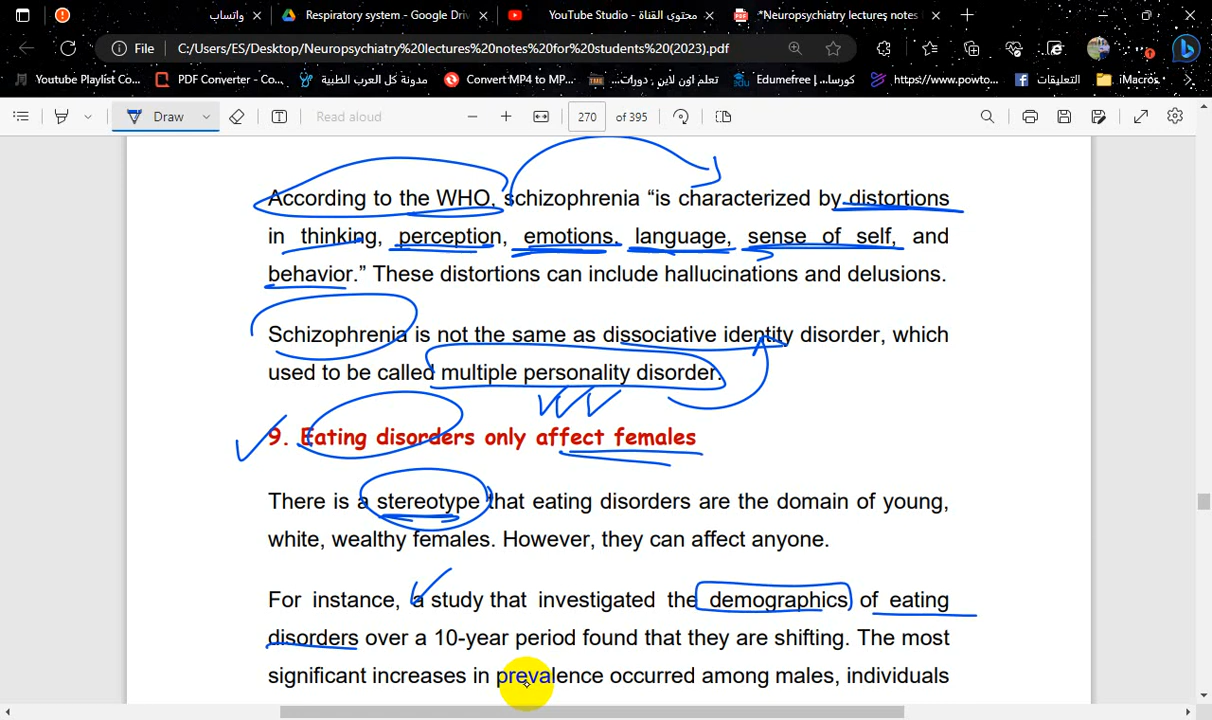 واتساب
Respiratory system - Google Driv
YouTube Studio - محتوى القناة
*Neuropsychiatry lectures notes
File
C:/Users/ES/Desktop/Neuropsychiatry%20lectures%20notes%20for%20students%20(2023).pdf
Youtube Playlist Co...
PDF Converter - Co...
مدونة كل العرب الطبية
Convert MP4 to MP...
تعلم اون لاين , دورات...
Edumefree | ...كورسا
https://www.powto...
التعليقات
iMacros
Draw
Read aloud
270 of 395
According to the WHO, schizophrenia “is characterized by distortions
in thinking, perception, emotions, language, sense of self, and
behavior.” These distortions can include hallucinations and delusions.
Schizophrenia is not the same as dissociative identity disorder, which
used to be called multiple personality disorder.
9. Eating disorders only affect females
There is a stereotype that eating disorders are the domain of young,
white, wealthy females. However, they can affect anyone.
For instance, a study that investigated the demographics of eating
disorders over a 10-year period found that they are shifting. The most
significant increases in prevalence occurred among males, individuals